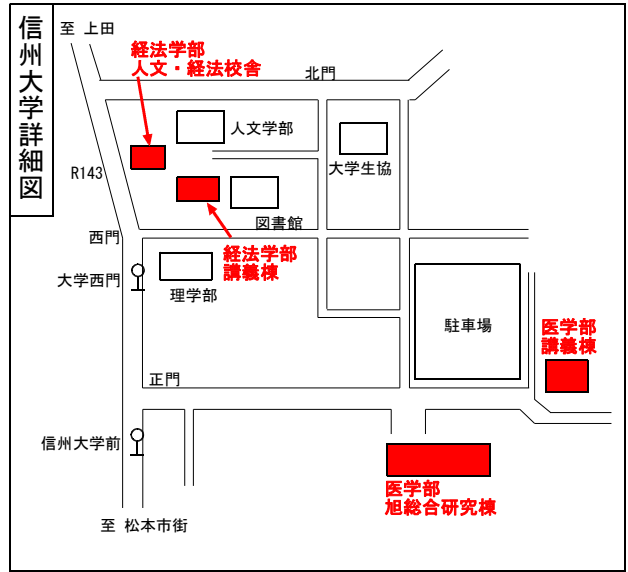 信州大学詳細図
至 上田
経法学部
人文・経法校舎
北門
人文学部
大学生協
R143
図書館
西門
経法学部
講義棟
大学西門
理学部
駐車場
医学部
講義棟
正門
信州大学前
医学部
旭総合研究棟
至 松本市街